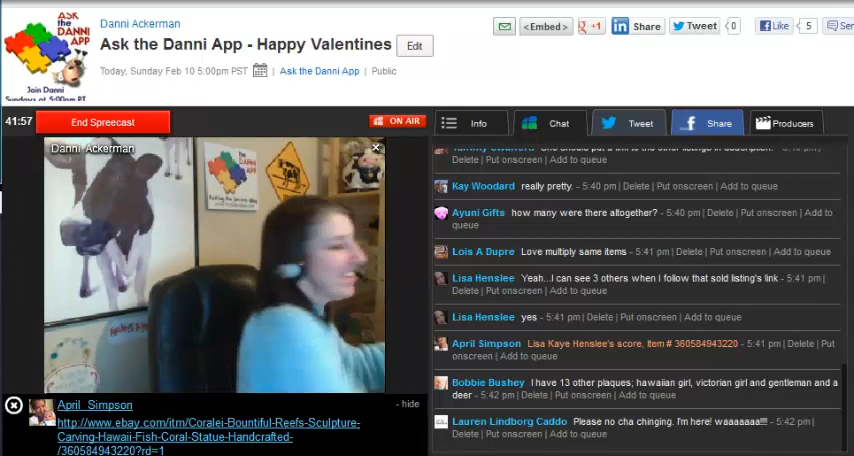 Danni Ackerman
Ask the Danni App - Happy Valentines
Edit
Today, Sunday Feb 10 5:00pm PST | Ask the Danni App | Public
ASK
the
DANNI
APP
Join Danni
Sundays at 5:00pm PT
<Embed>
+1
Share
Tweet
0
Like
5
41:57
End Spreecast
ON AIR
Info
Chat
Tweet
Share
Producers
Danni Ackerman
The DANNI APP
Delete | Put onscreen | Add to queue
Kay Woodard really pretty. - 5:40 pm | Delete | Put onscreen | Add to queue
Ayuni Gifts how many were there altogether? - 5:40 pm | Delete | Put onscreen | Add to
queue
Lois A Dupre Love multiply same items - 5:41 pm | Delete | Put onscreen | Add to queue
Lisa Henslee Yeah...I can see 3 others when I follow that sold listing's link - 5:41 pm |
Delete | Put onscreen | Add to queue
Lisa Henslee yes - 5:41 pm | Delete | Put onscreen | Add to queue
April Simpson Lisa Kaye Henslee's score, Item # 360584943220 - 5:41 pm | Delete | Put
onscreen | Add to queue
Bobbie Bushey I have 13 other plaques; hawaiian girl, victorian girl and gentleman and a
deer - 5:42 pm | Delete | Put onscreen | Add to queue
Lauren Lindborg Caddo Please no cha chinging. I'm here! waaaaaaa!!! - 5:42 pm |
Delete | Put onscreen | Add to queue
April_Simpson
- hide
http://www.ebay.com/itm/Coralei-Bountiful-Reefs-Sculpture-
Carving-Hawaii-Fish-Coral-Statue-Handcrafted-
/360584943220?rd=1